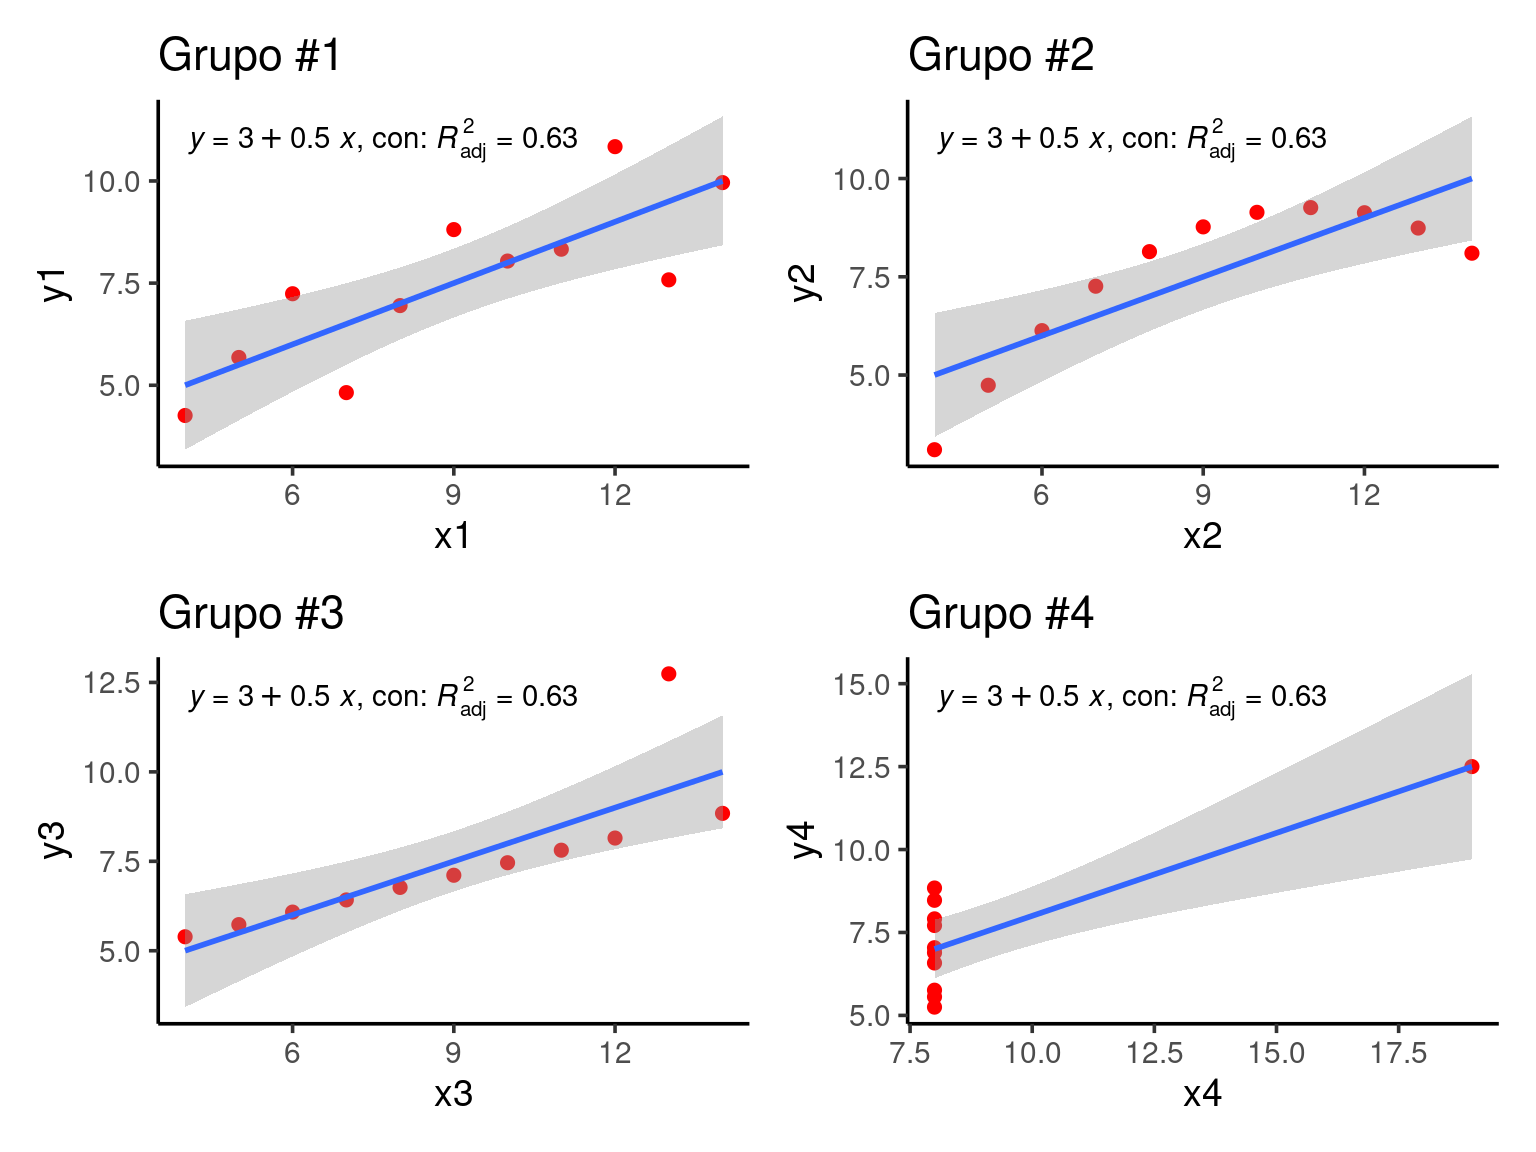 Grupo #1
y = 3 + 0.5 x, con: R²adj = 0.63
10.0
7.5
5.0
y1
6 9 12
x1
Grupo #2
y = 3 + 0.5 x, con: R²adj = 0.63
10.0
7.5
5.0
y2
6 9 12
x2
Grupo #3
y = 3 + 0.5 x, con: R²adj = 0.63
12.5
10.0
7.5
5.0
y3
6 9 12
x3
Grupo #4
y = 3 + 0.5 x, con: R²adj = 0.63
15.0
12.5
10.0
7.5
5.0
y4
7.5 10.0 12.5 15.0 17.5
x4